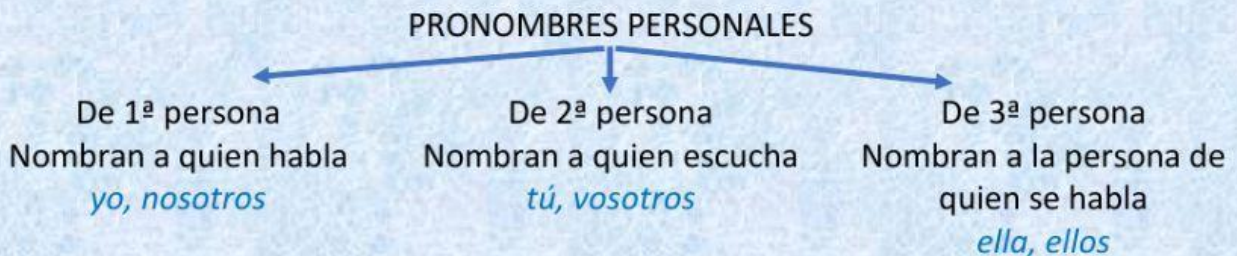 PRONOMBRES PERSONALES
De 1ª persona
Nombran a quien habla
yo, nosotros
De 2ª persona
Nombran a quien escucha
tú, vosotros
De 3ª persona
Nombran a la persona de
quien se habla
ella, ellos